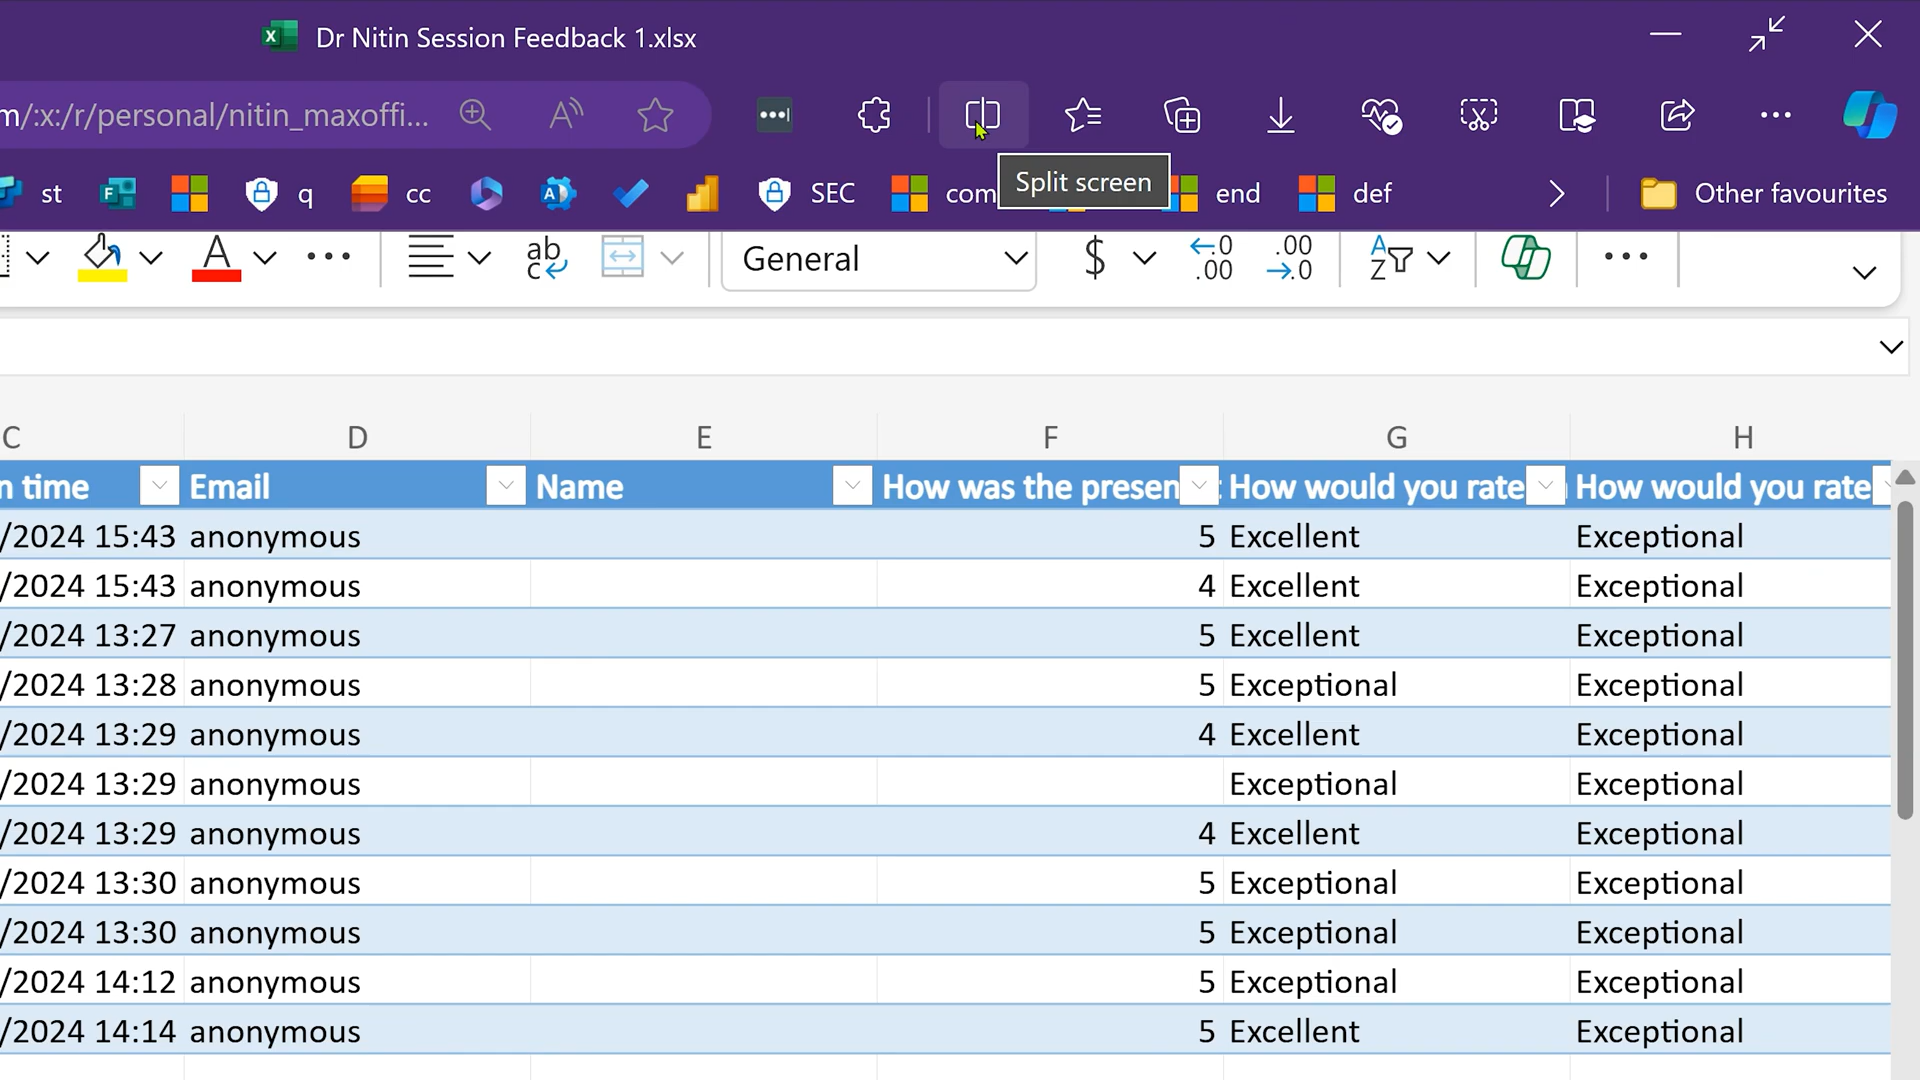 Dr Nitin Session Feedback 1.xlsx
m/:x:/r/personal/nitin_maxoffi...
Split screen
st q cc SEC com end def Other favourites
A ab c General $ .0 .00 .00 .0 A Z
C D E F G H
n time Email Name How was the presen How would you rate How would you rate
/2024 15:43 anonymous 5 Excellent Exceptional
/2024 15:43 anonymous 4 Excellent Exceptional
/2024 13:27 anonymous 5 Excellent Exceptional
/2024 13:28 anonymous 5 Exceptional Exceptional
/2024 13:29 anonymous 4 Excellent Exceptional
/2024 13:29 anonymous Exceptional Exceptional
/2024 13:29 anonymous 4 Excellent Exceptional
/2024 13:30 anonymous 5 Exceptional Exceptional
/2024 13:30 anonymous 5 Exceptional Exceptional
/2024 14:12 anonymous 5 Exceptional Exceptional
/2024 14:14 anonymous 5 Excellent Exceptional